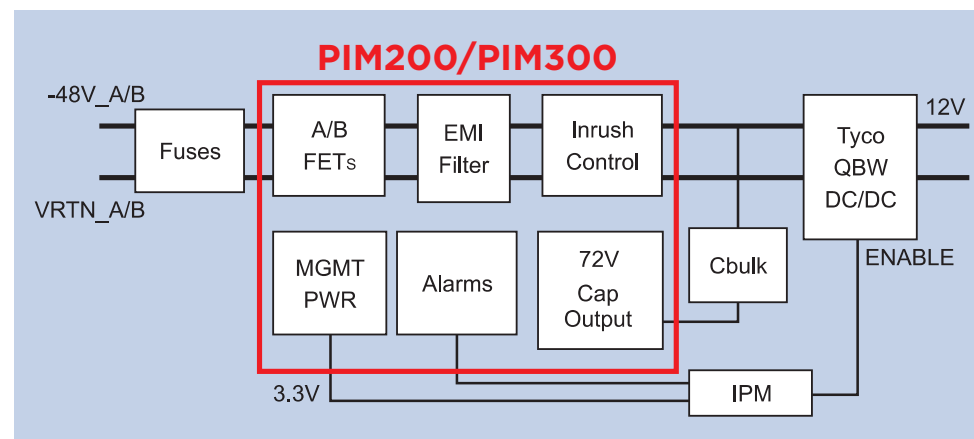 PIM200/PIM300
-48V_A/B
12V
Fuses
A/B
FETs
EMI
Filter
Inrush
Control
Tyco
QBW
DC/DC
VRTN_A/B
MGMT
PWR
Alarms
72V
Cap
Output
Cbulk
ENABLE
3.3V
IPM